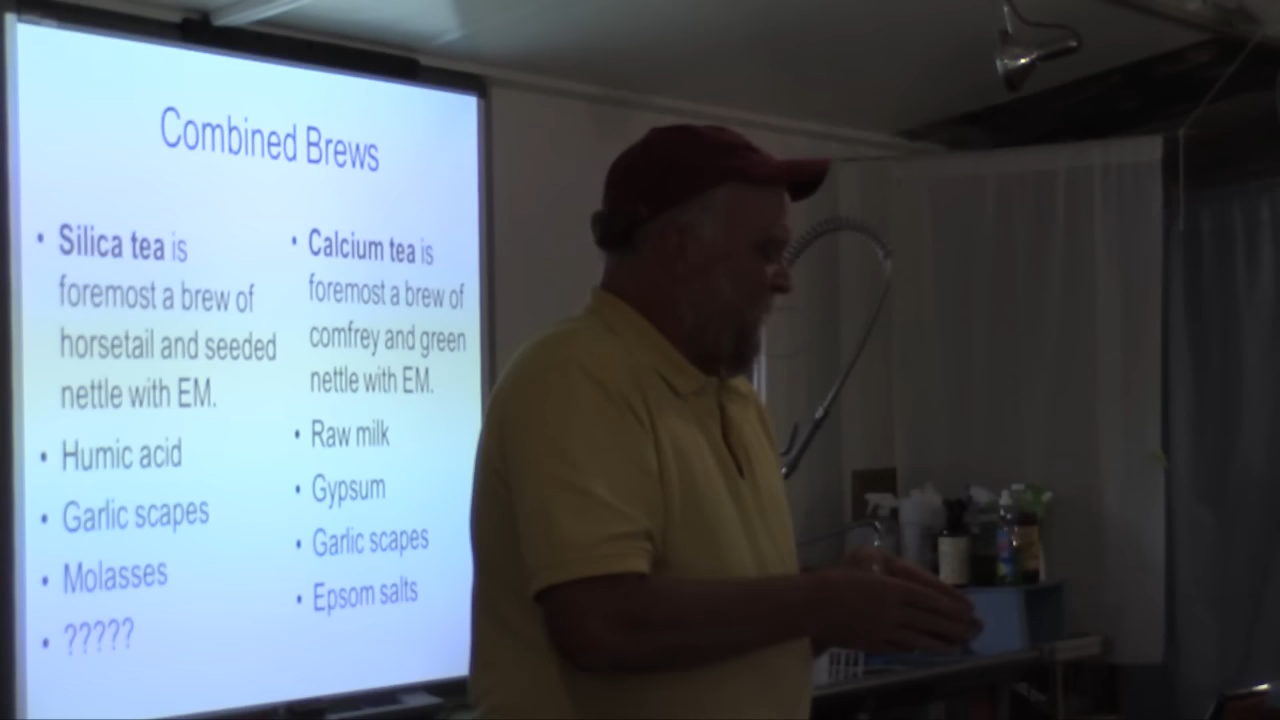 Combined Brews
• Silica tea is
foremost a brew of
horsetail and seeded
nettle with EM.
• Humic acid
• Garlic scapes
• Molasses
• ?????
• Calcium tea is
foremost a brew of
comfrey and green
nettle with EM.
• Raw milk
• Gypsum
• Garlic scapes
• Epsom salts